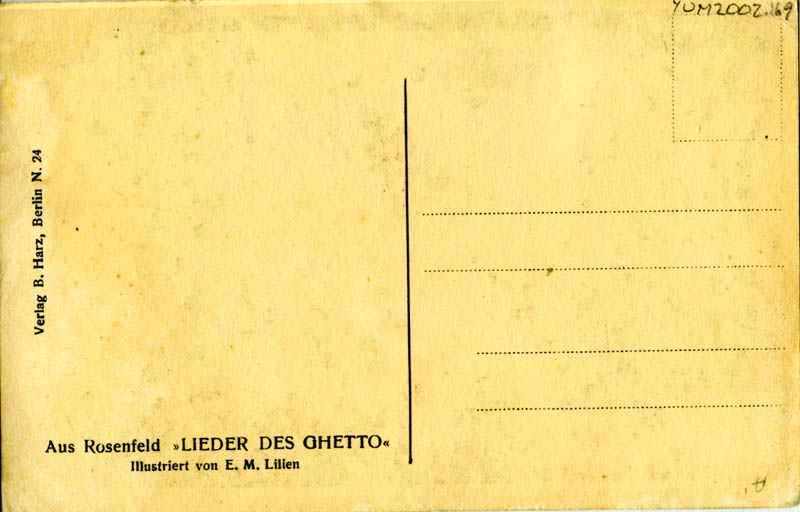 YUM2002.169
Verlag B. Harz, Berlin N. 24
Aus Rosenfeld »LIEDER DES GHETTO«
Illustriert von E. M. Lilien